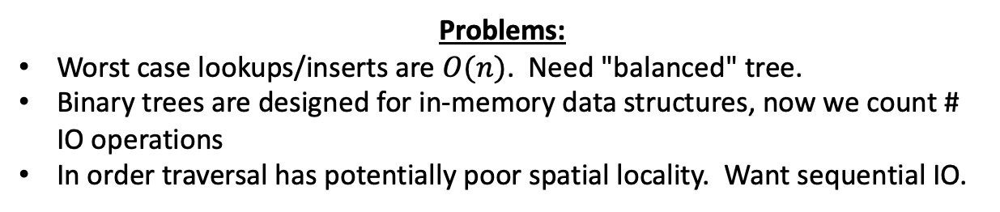 Problems:
• Worst case lookups/inserts are O(n). Need "balanced" tree.
• Binary trees are designed for in-memory data structures, now we count #
IO operations
• In order traversal has potentially poor spatial locality. Want sequential IO.